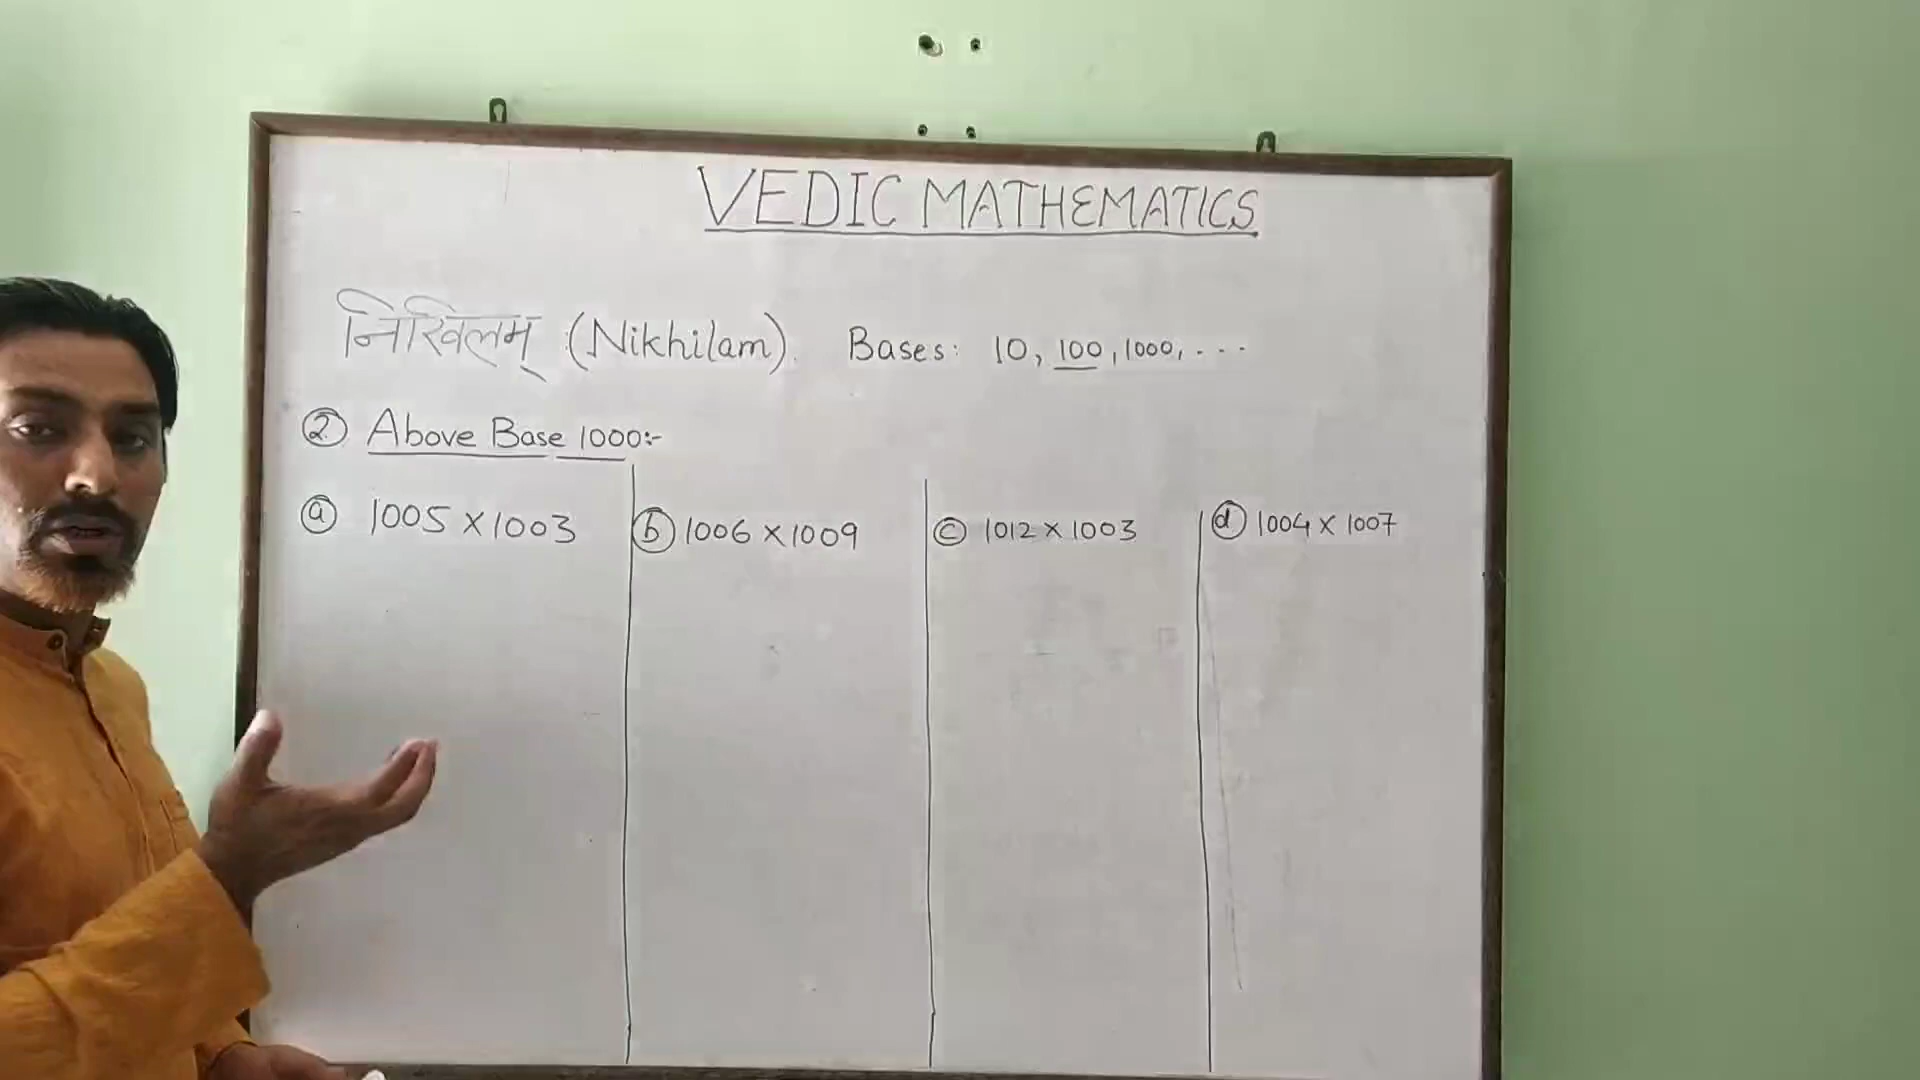 VEDIC MATHEMATICS
निखिलम् (Nikhilam). Bases: 10, 100, 1000, ...
② Above Base 1000:-
ⓐ 1005 × 1003
ⓑ 1006 × 1009
ⓒ 1012 × 1003
ⓓ 1004 × 1007